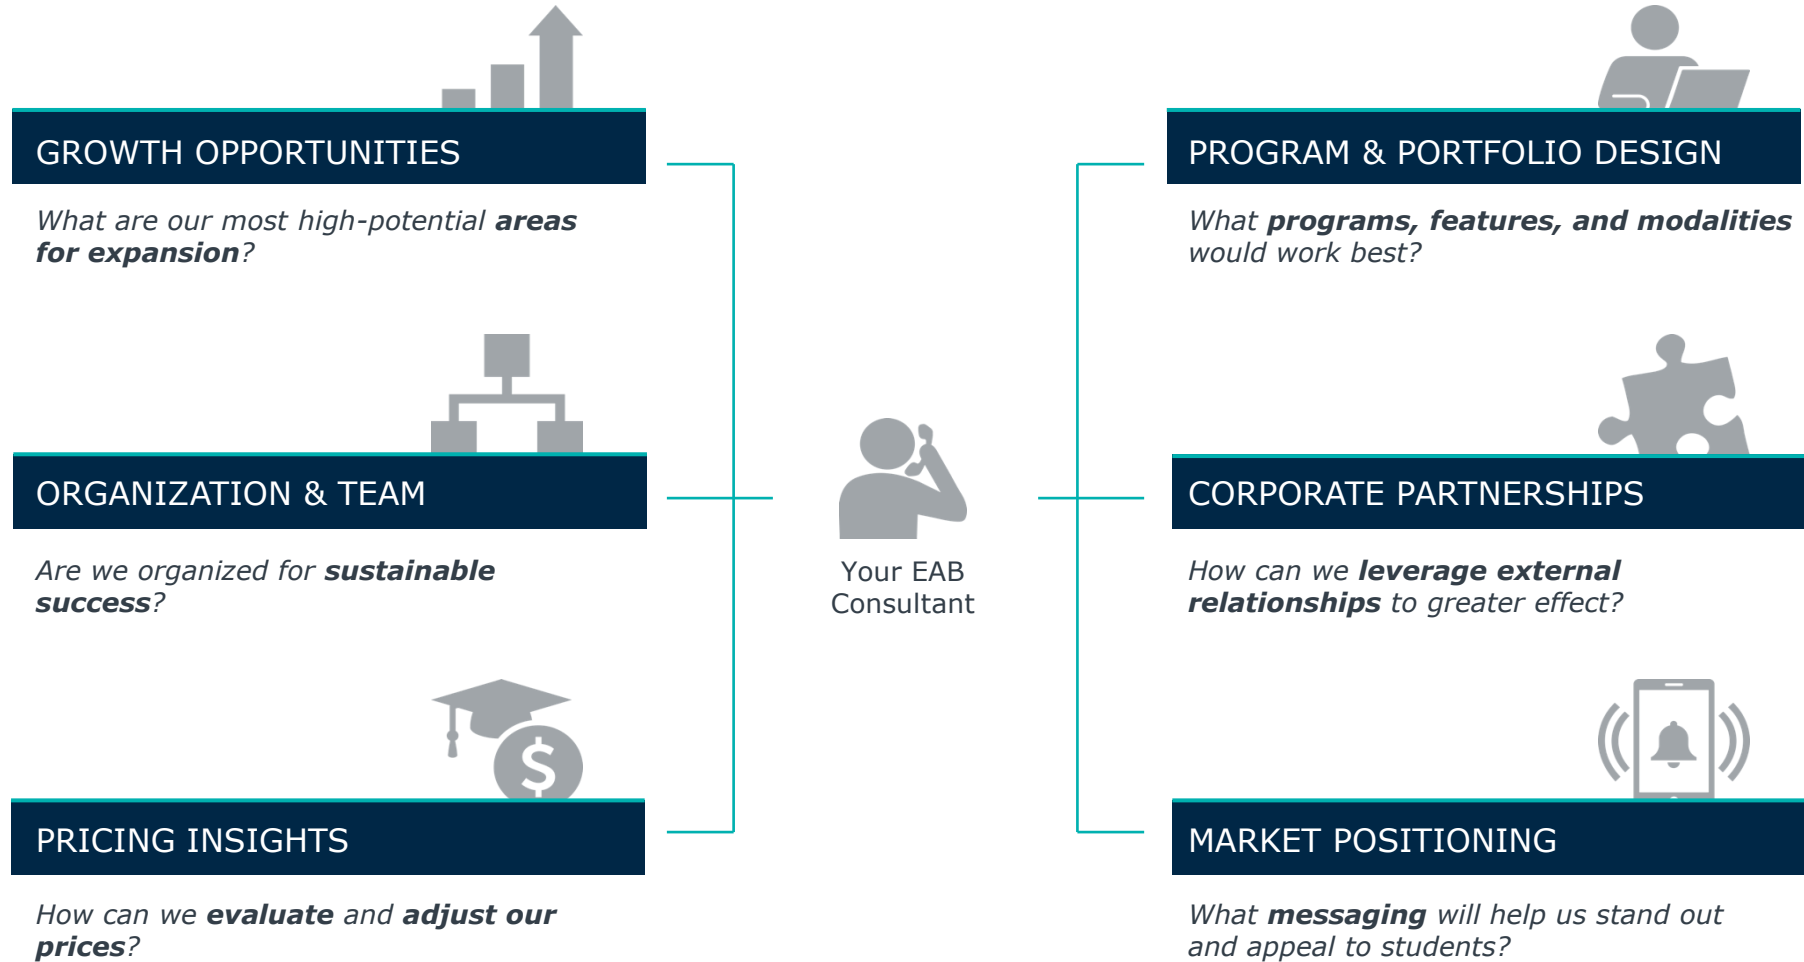 GROWTH OPPORTUNITIES
What are our most high-potential areas
for expansion?
ORGANIZATION & TEAM
Are we organized for sustainable
success?
PRICING INSIGHTS
How can we evaluate and adjust our
prices?
Your EAB
Consultant
PROGRAM & PORTFOLIO DESIGN
What programs, features, and modalities
would work best?
CORPORATE PARTNERSHIPS
How can we leverage external
relationships to greater effect?
MARKET POSITIONING
What messaging will help us stand out
and appeal to students?
$